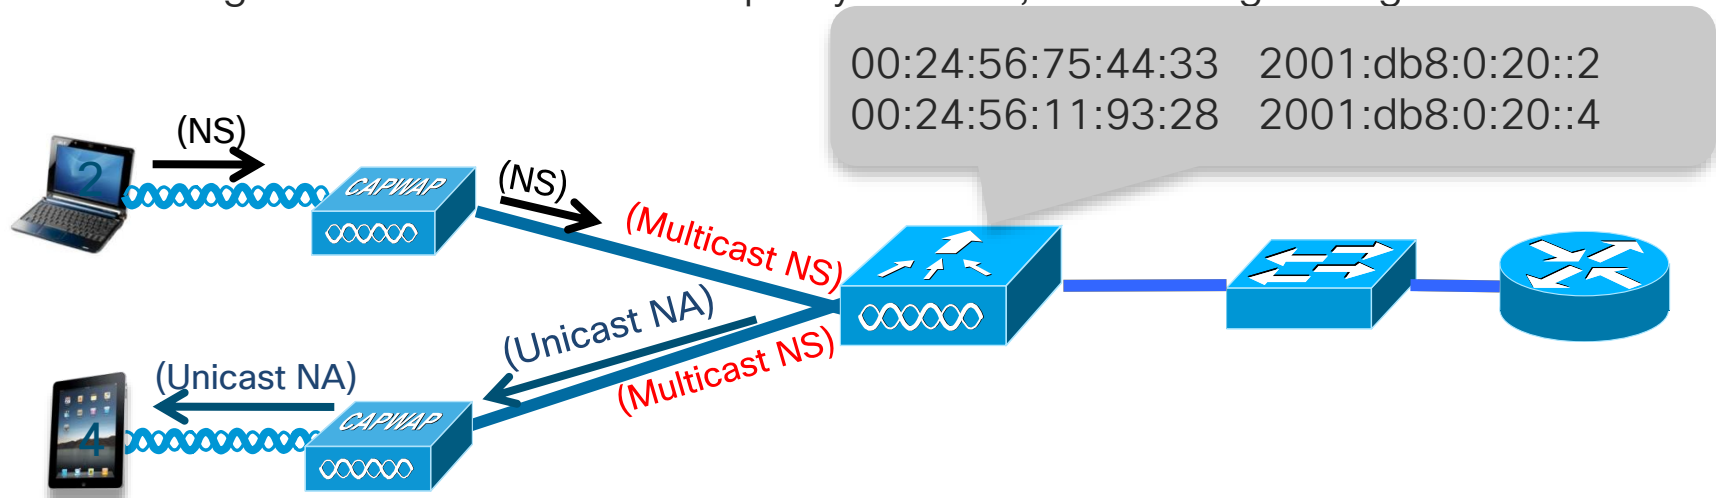 00:24:56:75:44:33 2001:db8:0:20::2
00:24:56:11:93:28 2001:db8:0:20::4
(NS)
2
CAPWAP
(NS)
(Multicast NS)
(Unicast NA)
(Multicast NS)
(Unicast NA)
4
CAPWAP